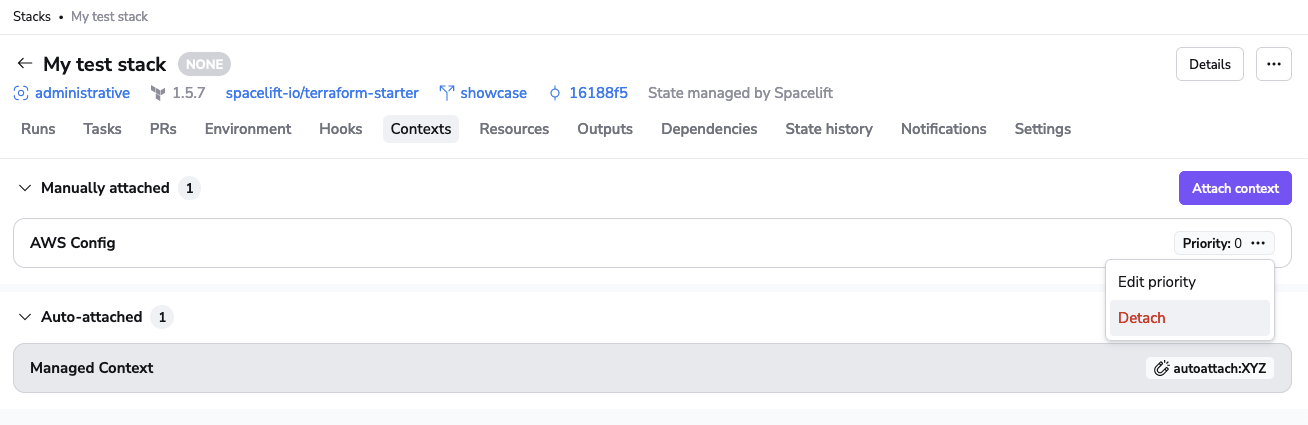 Stacks • My test stack
My test stack NONE Details
administrative 1.5.7 spacelift-io/terraform-starter showcase 16188f5 State managed by Spacelift
Runs Tasks PRs Environment Hooks Contexts Resources Outputs Dependencies State history Notifications Settings
Manually attached 1 Attach context
AWS Config Priority: 0
Edit priority
Detach
Auto-attached 1
Managed Context autoattach:XYZ